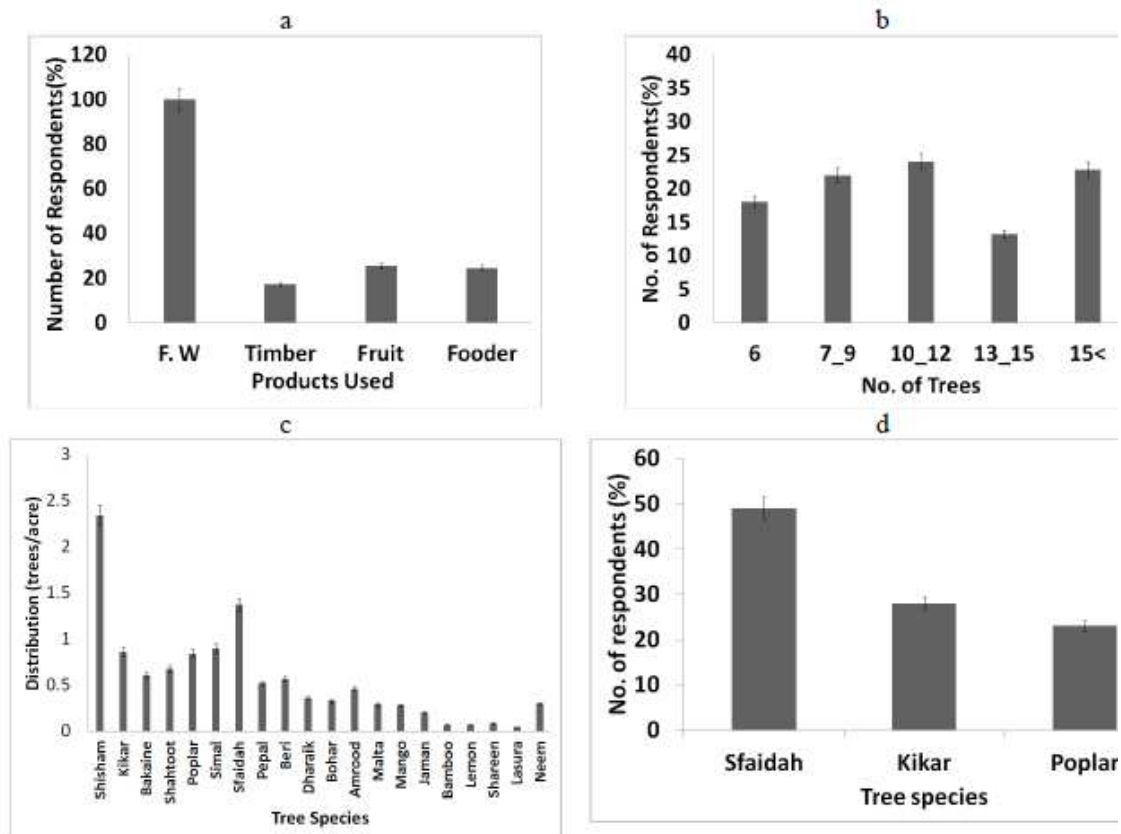 a
120
100
80
60
40
20
0
Number of Respondents(%)
F. W Timber Fruit Fooder
Products Used
b
40
35
30
25
20
15
10
5
0
No. of Respondents(%)
6 7_9 10_12 13_15 15<
No. of Trees
c
3
2.5
2
1.5
1
0.5
0
Distribution (trees/acre)
Shisham
Kikar
Bakaine
Shahtoot
Poplar
Simal
Sfaidah
Pepal
Beri
Dharaik
Bohar
Amrood
Malta
Mango
Jaman
Bamboo
Lemon
Shareen
Lasura
Neem
Tree Species
d
60
50
40
30
20
10
0
No. of respondents (%)
Sfaidah Kikar Poplar
Tree species